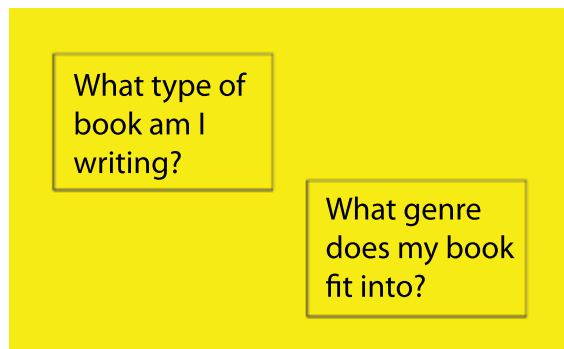 What type of
book am I
writing?
What genre
does my book
fit into?